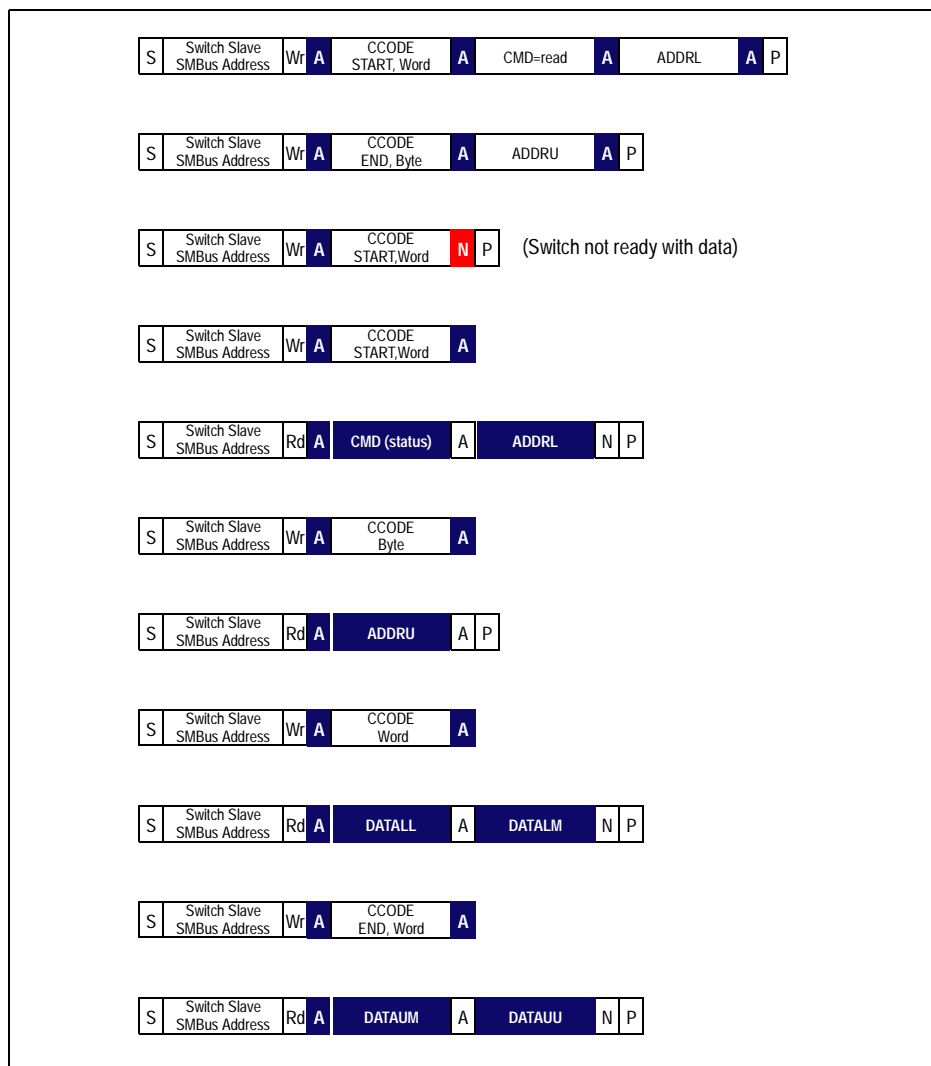 S Switch Slave SMBus Address Wr A CCODE START, Word A CMD=read A ADDRL A P
S Switch Slave SMBus Address Wr A CCODE END, Byte A ADDRU A P
S Switch Slave SMBus Address Wr A CCODE START,Word N P (Switch not ready with data)
S Switch Slave SMBus Address Wr A CCODE START,Word A
S Switch Slave SMBus Address Rd A CMD (status) A ADDRL N P
S Switch Slave SMBus Address Wr A CCODE Byte A
S Switch Slave SMBus Address Rd A ADDRU A P
S Switch Slave SMBus Address Wr A CCODE Word A
S Switch Slave SMBus Address Rd A DATALL A DATALM N P
S Switch Slave SMBus Address Wr A CCODE END, Word A
S Switch Slave SMBus Address Rd A DATAUM A DATAUU N P